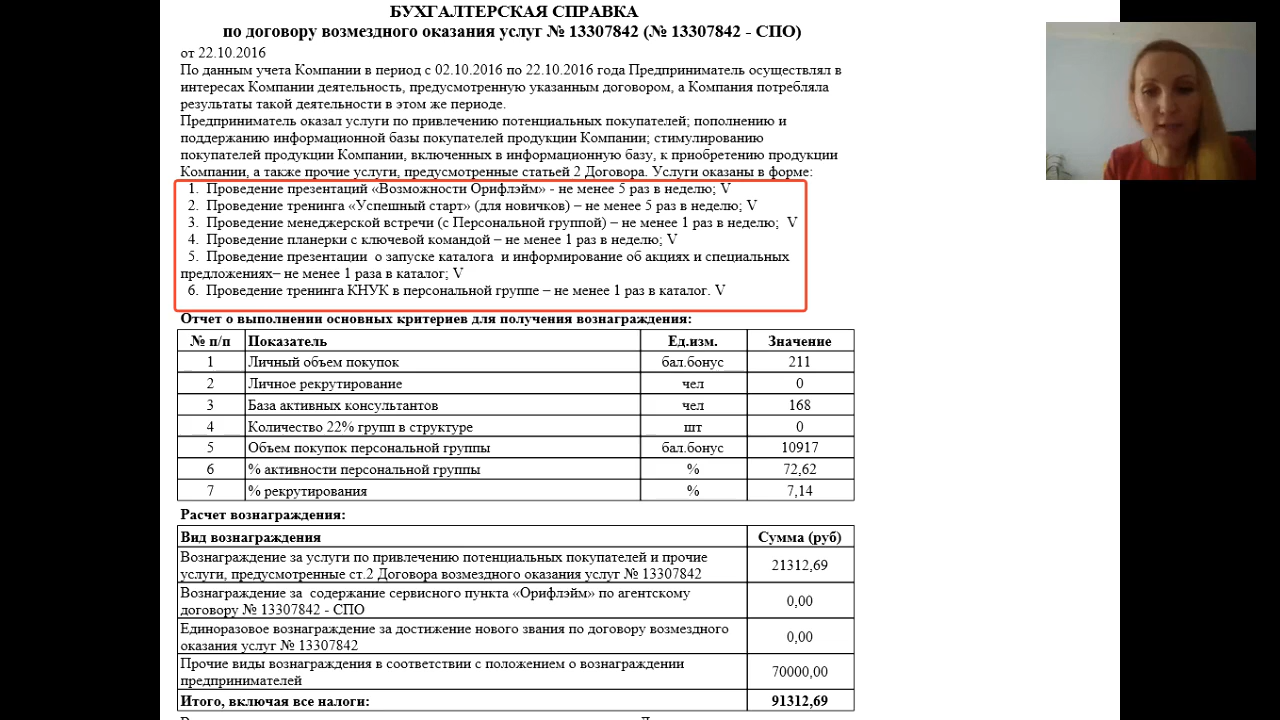 БУХГАЛТЕРСКАЯ СПРАВКА
по договору возмездного оказания услуг № 13307842 (№ 13307842 - СПО)
от 22.10.2016
По данным учета Компании в период с 02.10.2016 по 22.10.2016 года Предприниматель осуществлял в
интересах Компании деятельность, предусмотренную указанным договором, а Компания потребляла
результаты такой деятельности в этом же периоде.
Предприниматель оказал услуги по привлечению потенциальных покупателей; пополнению и
поддержанию информационной базы покупателей продукции Компании; стимулированию
покупателей продукции Компании, включенных в информационную базу, к приобретению продукции
Компании, а также прочие услуги, предусмотренные статьей 2 Договора. Услуги оказаны в форме:
1. Проведение презентаций «Возможности Орифлэйм» - не менее 5 раз в неделю; V
2. Проведение тренинга «Успешный старт» (для новичков) – не менее 5 раз в неделю; V
3. Проведение менеджерской встречи (с Персональной группой) – не менее 1 раз в неделю; V
4. Проведение планерки с ключевой командой – не менее 1 раз в неделю; V
5. Проведение презентации о запуске каталога и информирование об акциях и специальных
предложениях– не менее 1 раза в каталог; V
6. Проведение тренинга КНУК в персональной группе – не менее 1 раз в каталог. V
Отчет о выполнении основных критериев для получения вознаграждения:
№ п/п Показатель Ед.изм. Значение
1 Личный объем покупок бал.бонус 211
2 Личное рекрутирование чел 0
3 База активных консультантов чел 168
4 Количество 22% групп в структуре шт 0
5 Объем покупок персональной группы бал.бонус 10917
6 % активности персональной группы % 72,62
7 % рекрутирования % 7,14
Расчет вознаграждения:
Вид вознаграждения Сумма (руб)
Вознаграждение за услуги по привлечению потенциальных покупателей и прочие
услуги, предусмотренные ст.2 Договора возмездного оказания услуг № 13307842 21312,69
Вознаграждение за содержание сервисного пункта «Орифлэйм» по агентскому
договору № 13307842 - СПО 0,00
Единоразовое вознаграждение за достижение нового звания по договору возмездного
оказания услуг № 13307842 0,00
Прочие виды вознаграждения в соответствии с положением о вознаграждении
предпринимателей 70000,00
Итого, включая все налоги: 91312,69